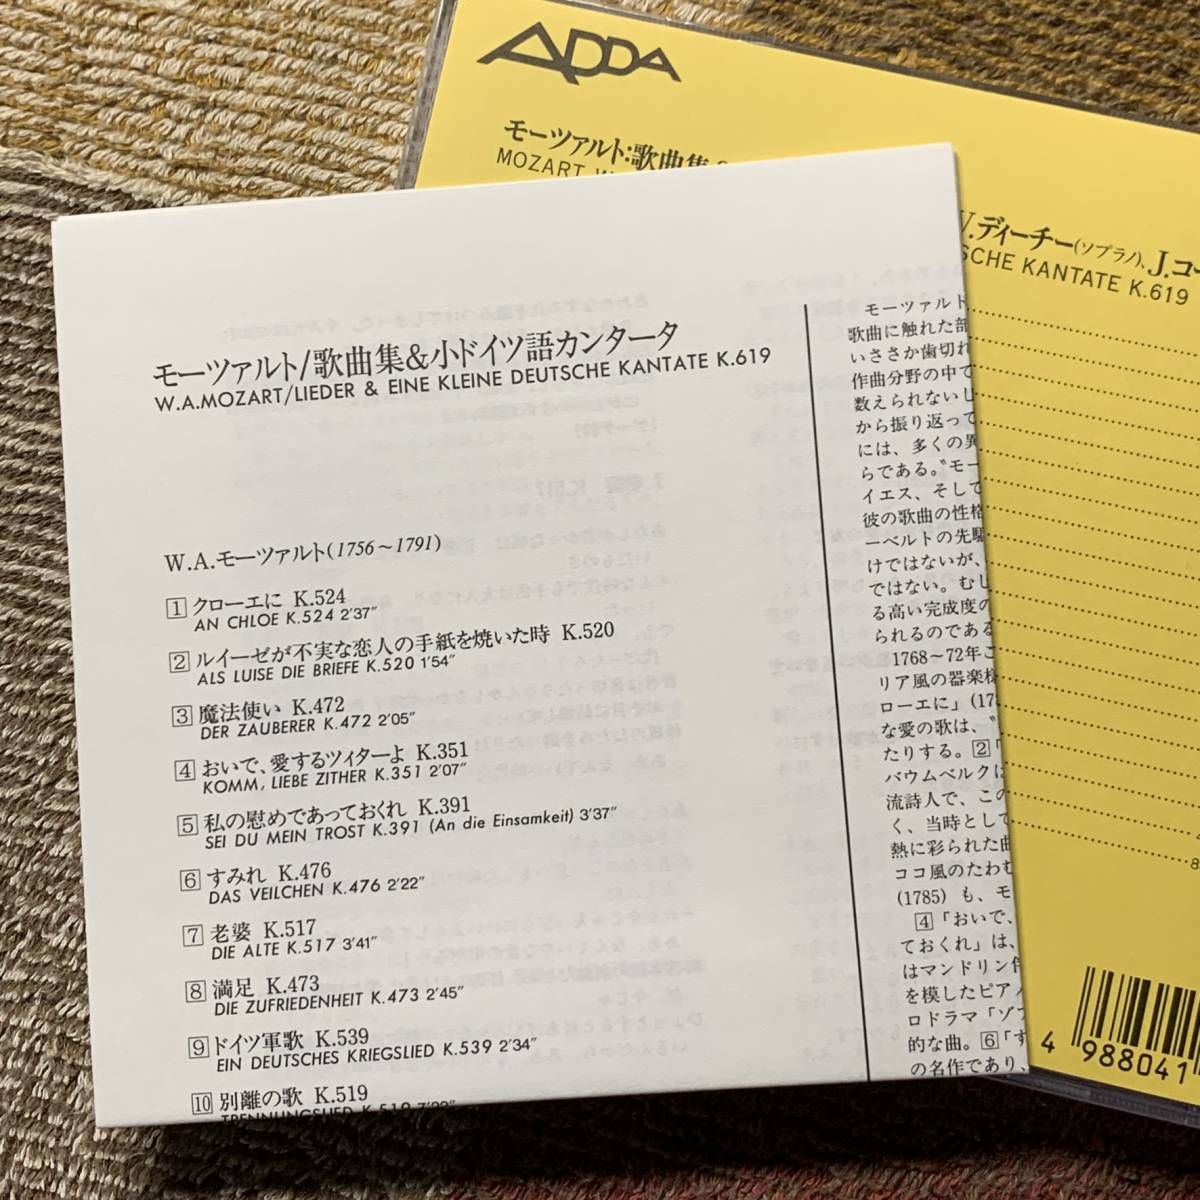 ADDA
モーツァルト:歌曲集
MOZART
V.ディーチー(ソプラノ)、J.コー
SCHE KANTATE K.619
モーツァルト/歌曲集&小ドイツ語カンタータ
W.A.MOZART/LIEDER & EINE KLEINE DEUTSCHE KANTATE K.619
W.A.モーツァルト(1756～1791)
1 クローエに K.524
AN CHLOE K.524 2'37"
2 ルイーゼが不実な恋人の手紙を焼いた時 K.520
ALS LUISE DIE BRIEFE K.520 1'54"
3 魔法使い K.472
DER ZAUBERER K.472 2'05"
4 おいで、愛するツィターよ K.351
KOMM, LIEBE ZITHER K.351 2'07"
5 私の慰めであっておくれ K.391
SEI DU MEIN TROST K.391 (An die Einsamkeit) 3'37"
6 すみれ K.476
DAS VEILCHEN K.476 2'22"
7 老婆 K.517
DIE ALTE K.517 3'41"
8 満足 K.473
DIE ZUFRIEDENHEIT K.473 2'45"
9 ドイツ軍歌 K.539
EIN DEUTSCHES KRIEGSLIED K.539 2'34"
10 別離の歌 K.519
TRENNUNGSLIED K.519 7'22"
モーツァルト
歌曲に触れた部
いささか歯切れ
作曲分野の中で
数えられないし
から振り返って
には、多くの異
らである。〝モー
イエス、そして
彼の歌曲の性格
ーベルトの先駆
けではないが、
ではない。むし
る高い完成度の
られるのである
1768～72年こ
リア風の器楽様
ローエに」(17
な愛の歌は、〝
たりする。2「
バウムベルクは
流詩人で、この
く、当時として
熱に彩られた曲
ココ風のたわむ
(1785) も、モ
4「おいで、
ておくれ」は、
はマンドリン伴
を模したピアノ
ロドラマ「ゾフ
的な曲。6「す
の名作であり、
4 988041